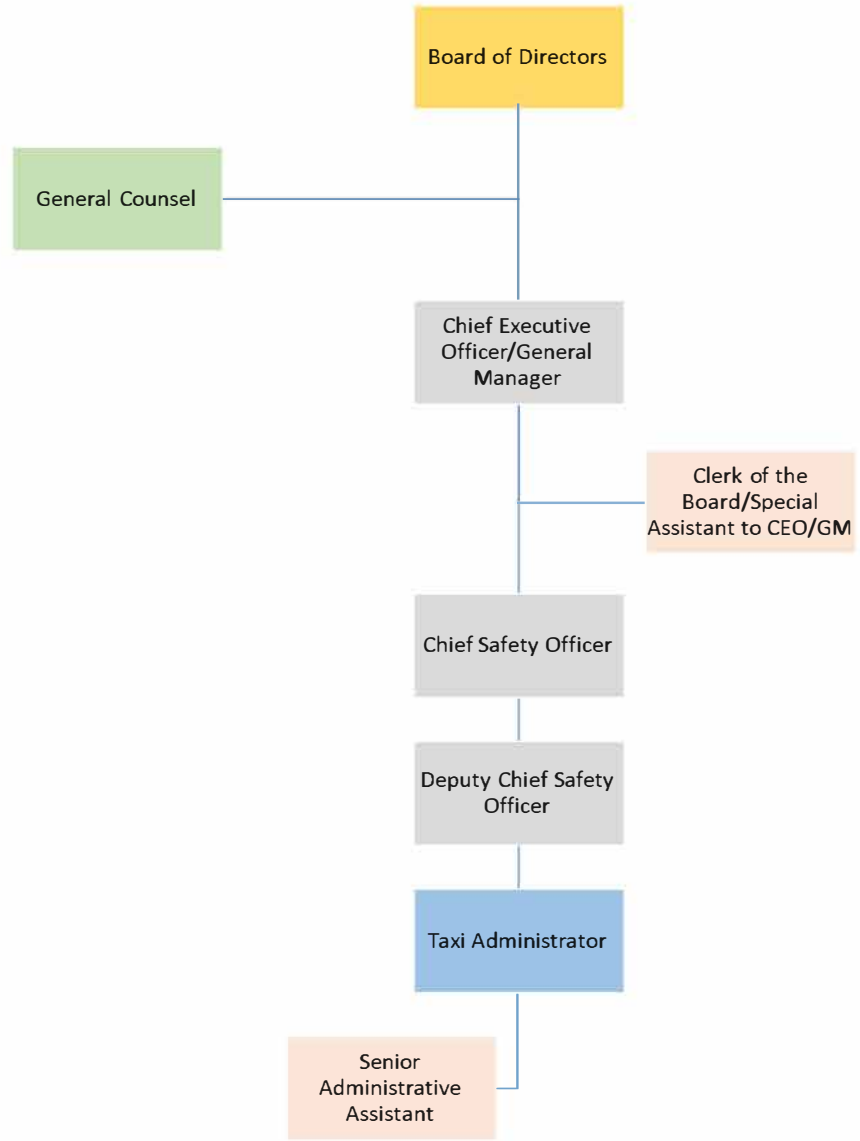 Board of Directors
General Counsel
Chief Executive
Officer/General
Manager
Clerk of the
Board/Special
Assistant to CEO/GM
Chief Safety Officer
Deputy Chief Safety
Officer
Taxi Administrator
Senior
Administrative
Assistant